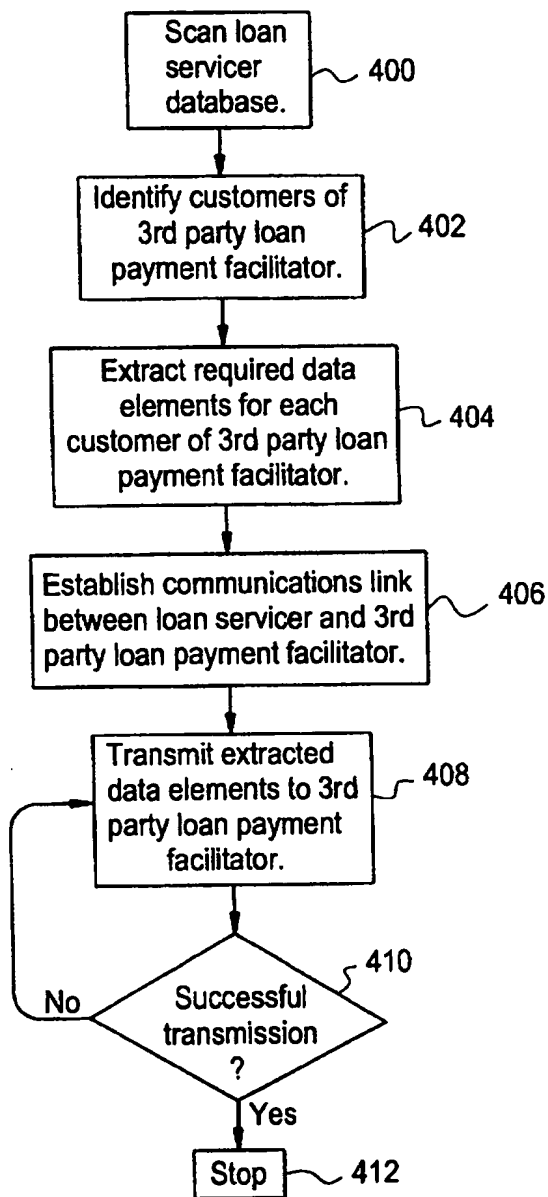 Scan loan
servicer
database.
400
Identify customers of
3rd party loan
payment facilitator.
402
Extract required data
elements for each
customer of 3rd party loan
payment facilitator.
404
Establish communications link
between loan servicer and 3rd
party loan payment facilitator.
406
Transmit extracted
data elements to 3rd
party loan payment
facilitator.
408
410
No
Successful
transmission
?
Yes
Stop
412